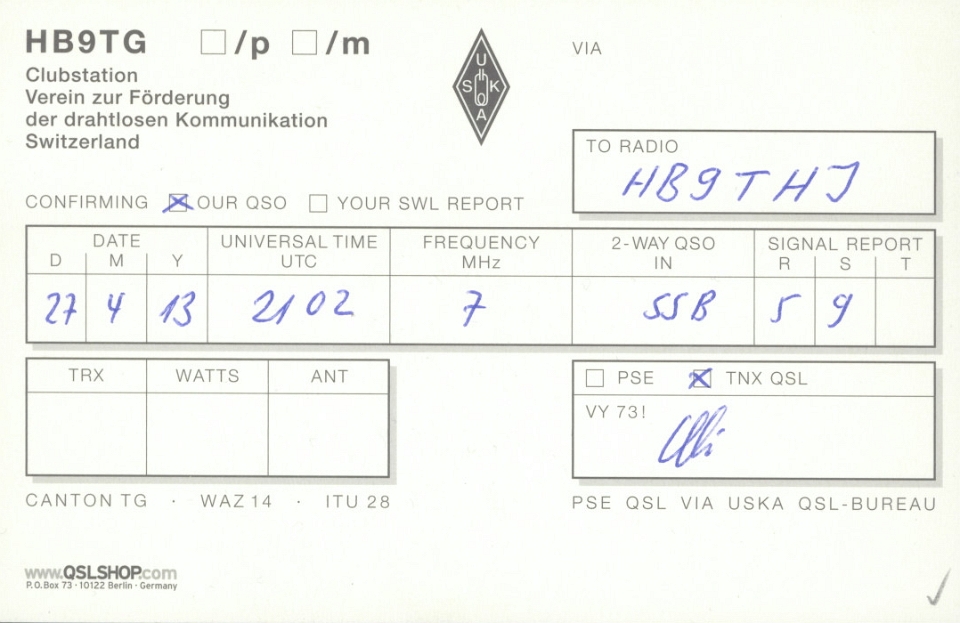 HB9TG /p /m
Clubstation
Verein zur Förderung
der drahtlosen Kommunikation
Switzerland
USKA
VIA
TO RADIO
HB9THJ
CONFIRMING OUR QSO YOUR SWL REPORT
DATE UNIVERSAL TIME FREQUENCY 2-WAY QSO SIGNAL REPORT
D M Y UTC MHz IN R S T
27 4 13 2102 7 SSB 5 9
TRX WATTS ANT
PSE TNX QSL
VY 73!
CANTON TG · WAZ 14 · ITU 28
PSE QSL VIA USKA QSL-BUREAU
www.QSLSHOP.com
P.O.Box 73 · 10122 Berlin · Germany